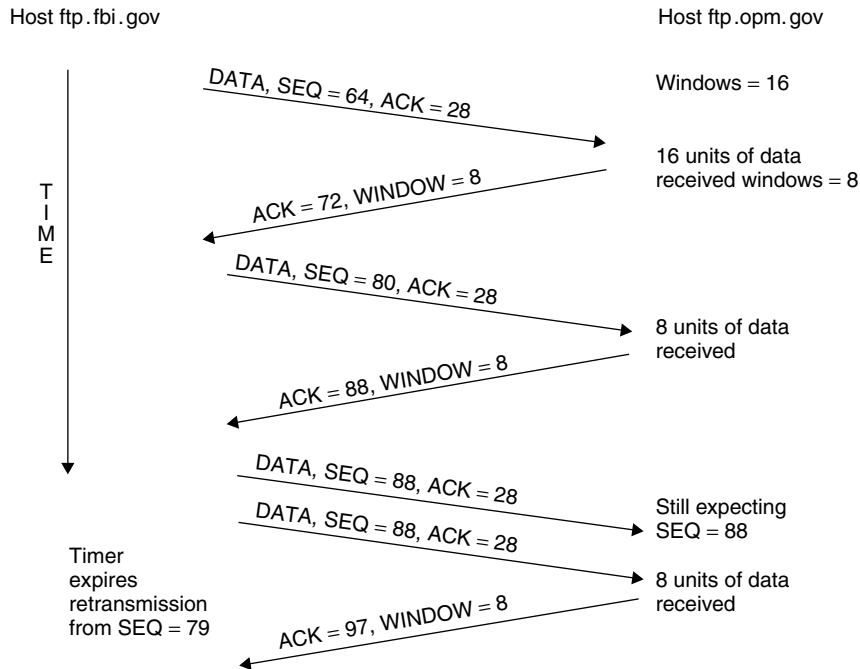 Host ftp.fbi.gov
Host ftp.opm.gov
DATA, SEQ = 64, ACK = 28
Windows = 16
16 units of data
received windows = 8
ACK = 72, WINDOW = 8
T
I
M
E
DATA, SEQ = 80, ACK = 28
8 units of data
received
ACK = 88, WINDOW = 8
DATA, SEQ = 88, ACK = 28
Still expecting
SEQ = 88
DATA, SEQ = 88, ACK = 28
Timer
expires
retransmission
from SEQ = 79
8 units of data
received
ACK = 97, WINDOW = 8